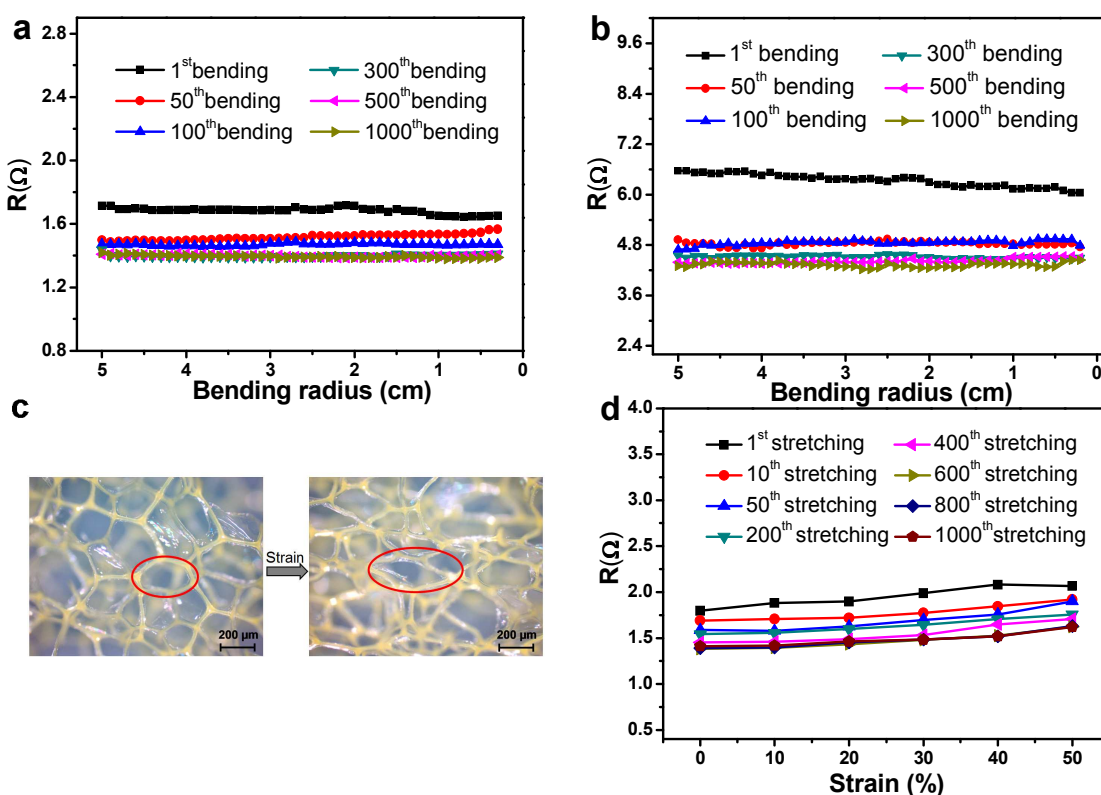 a
2.8
2.4
2.0
1.6
1.2
0.8
R(Ω)
1st bending
50th bending
100th bending
300th bending
500th bending
1000th bending
5 4 3 2 1 0
Bending radius (cm)
b
9.6
8.4
7.2
6.0
4.8
3.6
2.4
R(Ω)
1st bending
50th bending
100th bending
300th bending
500th bending
1000th bending
5 4 3 2 1 0
Bending radius (cm)
c
200 µm
Strain
200 µm
d
4.0
3.5
3.0
2.5
2.0
1.5
1.0
0.5
R(Ω)
1st stretching
10th stretching
50th stretching
200th stretching
400th stretching
600th stretching
800th stretching
1000th stretching
0 10 20 30 40 50
Strain (%)